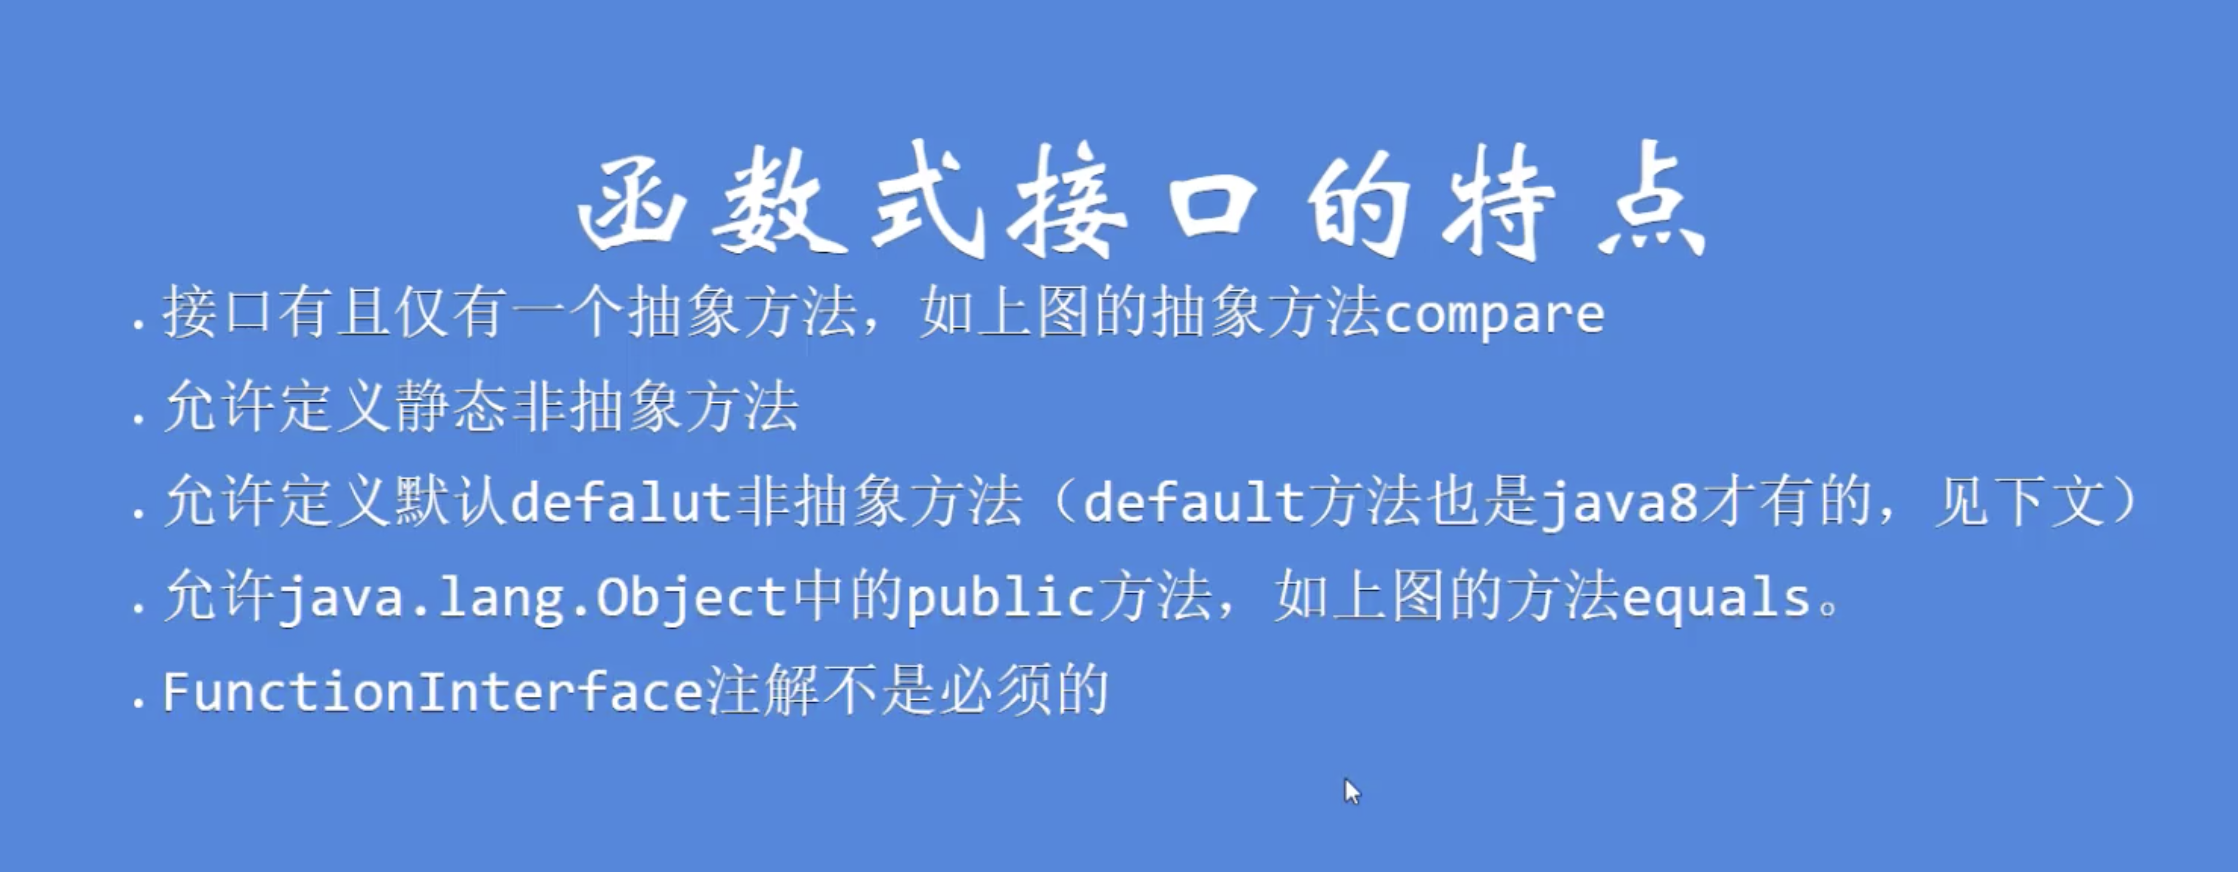 函数式接口的特点
.接口有且仅有一个抽象方法，如上图的抽象方法compare
.允许定义静态非抽象方法
.允许定义默认defalut非抽象方法（default方法也是java8才有的，见下文）
.允许java.lang.Object中的public方法，如上图的方法equals。
.FunctionInterface注解不是必须的